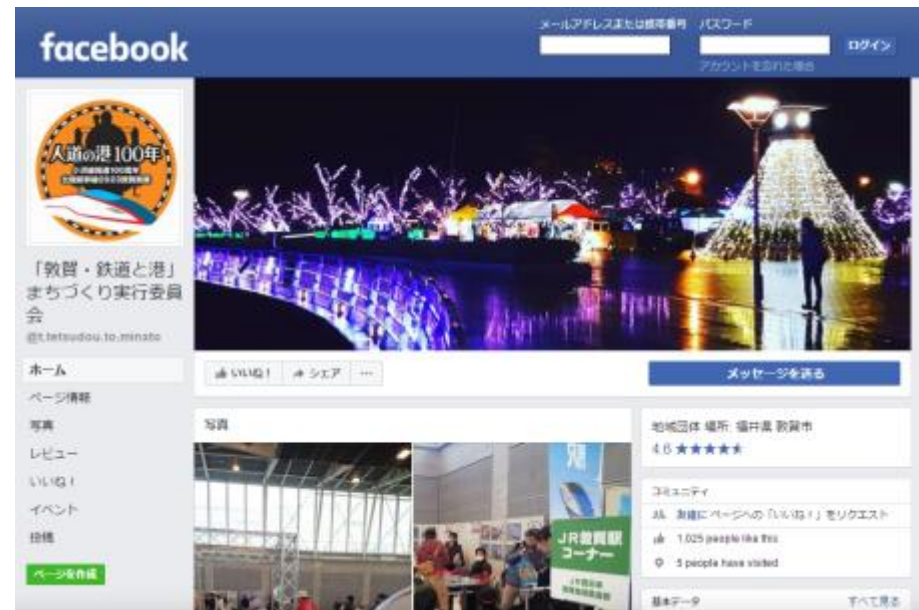 facebook
メールアドレスまたは携帯番号
パスワード
ログイン
アカウントを忘れた場合
人道の港100年
「敦賀・鉄道と港」
まちづくり実行委員
会
@t.tetsudou.to.minato
ホーム
ページ情報
写真
レビュー
いいね！
イベント
投稿
ページを作成
いいね！ シェア ...
メッセージを送る
写真
JR敦賀駅
コーナー
地域団体 場所: 福井県 敦賀市
4.6 ★★★★★
コミュニティ
友達にページへの「いいね！」をリクエスト
1,025 people like this
5 people have visited
基本データ すべて見る